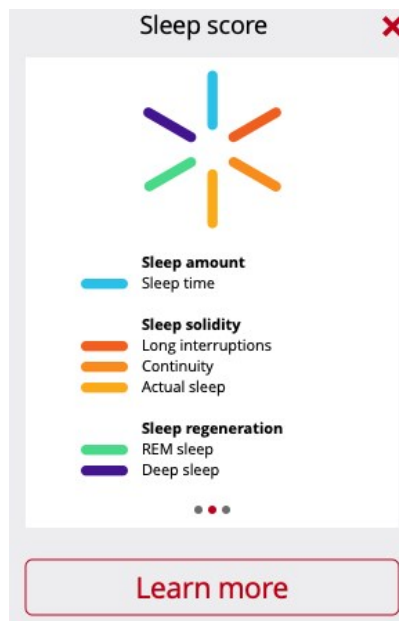 Sleep score
Sleep amount
Sleep time
Sleep solidity
Long interruptions
Continuity
Actual sleep
Sleep regeneration
REM sleep
Deep sleep
Learn more